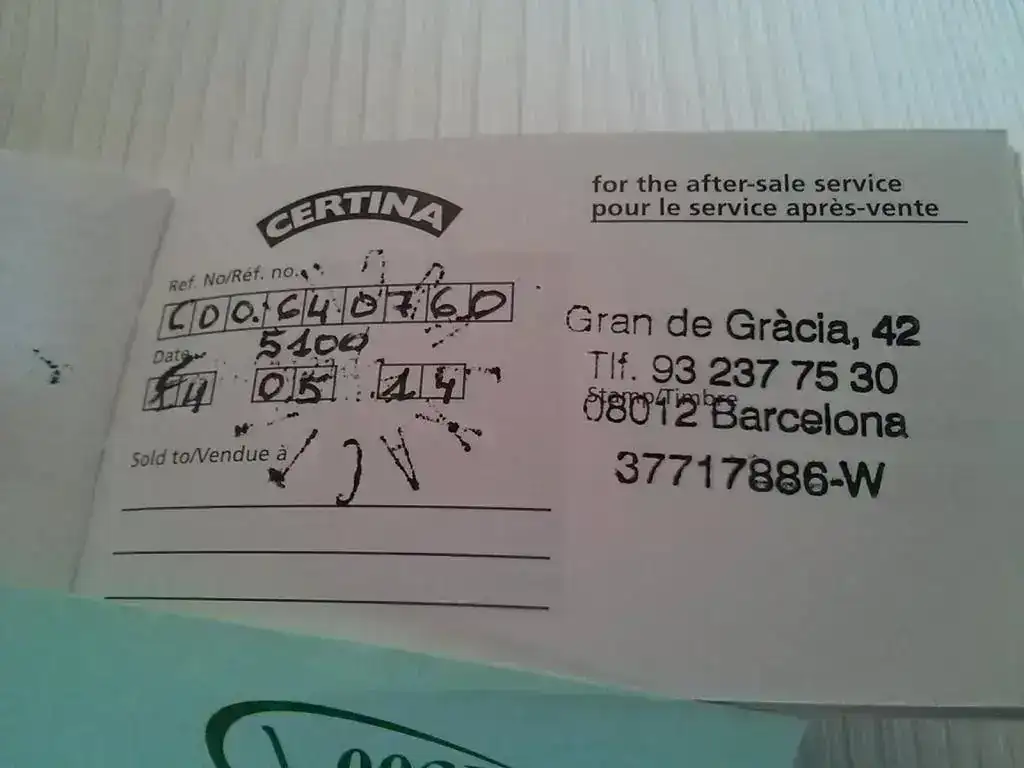 CERTINA
for the after-sale service
pour le service après-vente
Ref. No/Réf. no.
C00.640760
5100
Date
14 05 14
Sold to/Vendue à
Gran de Gràcia, 42
Tlf. 93 237 75 30
Stamp/Timbre
08012 Barcelona
37717886-W